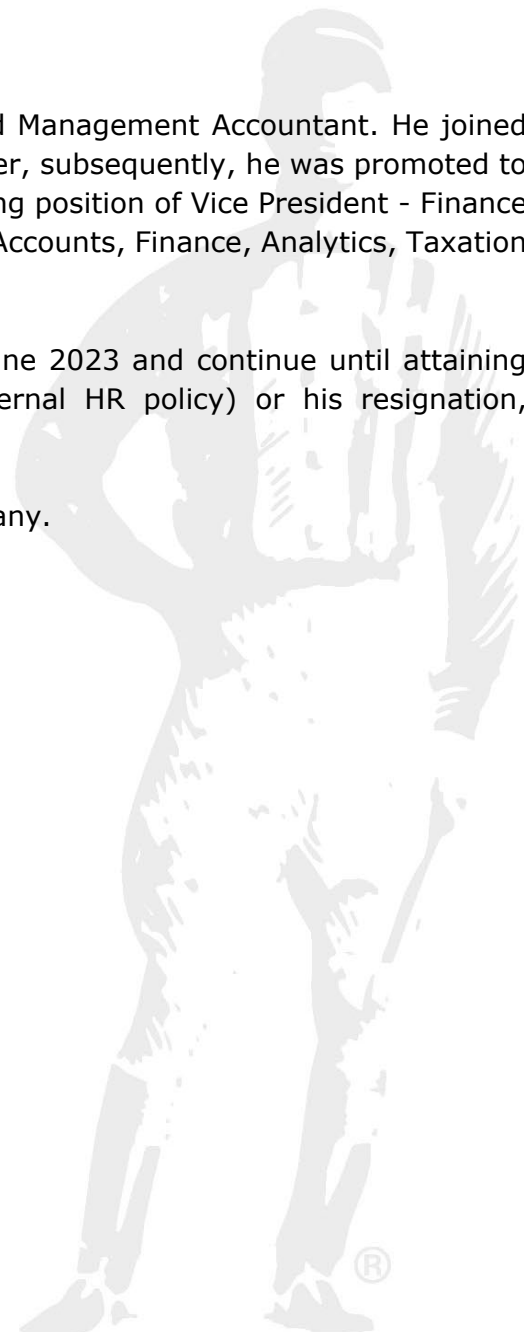 d Management Accountant. He joined
er, subsequently, he was promoted to
ng position of Vice President - Finance
Accounts, Finance, Analytics, Taxation
ne 2023 and continue until attaining
ernal HR policy) or his resignation,
any.
®